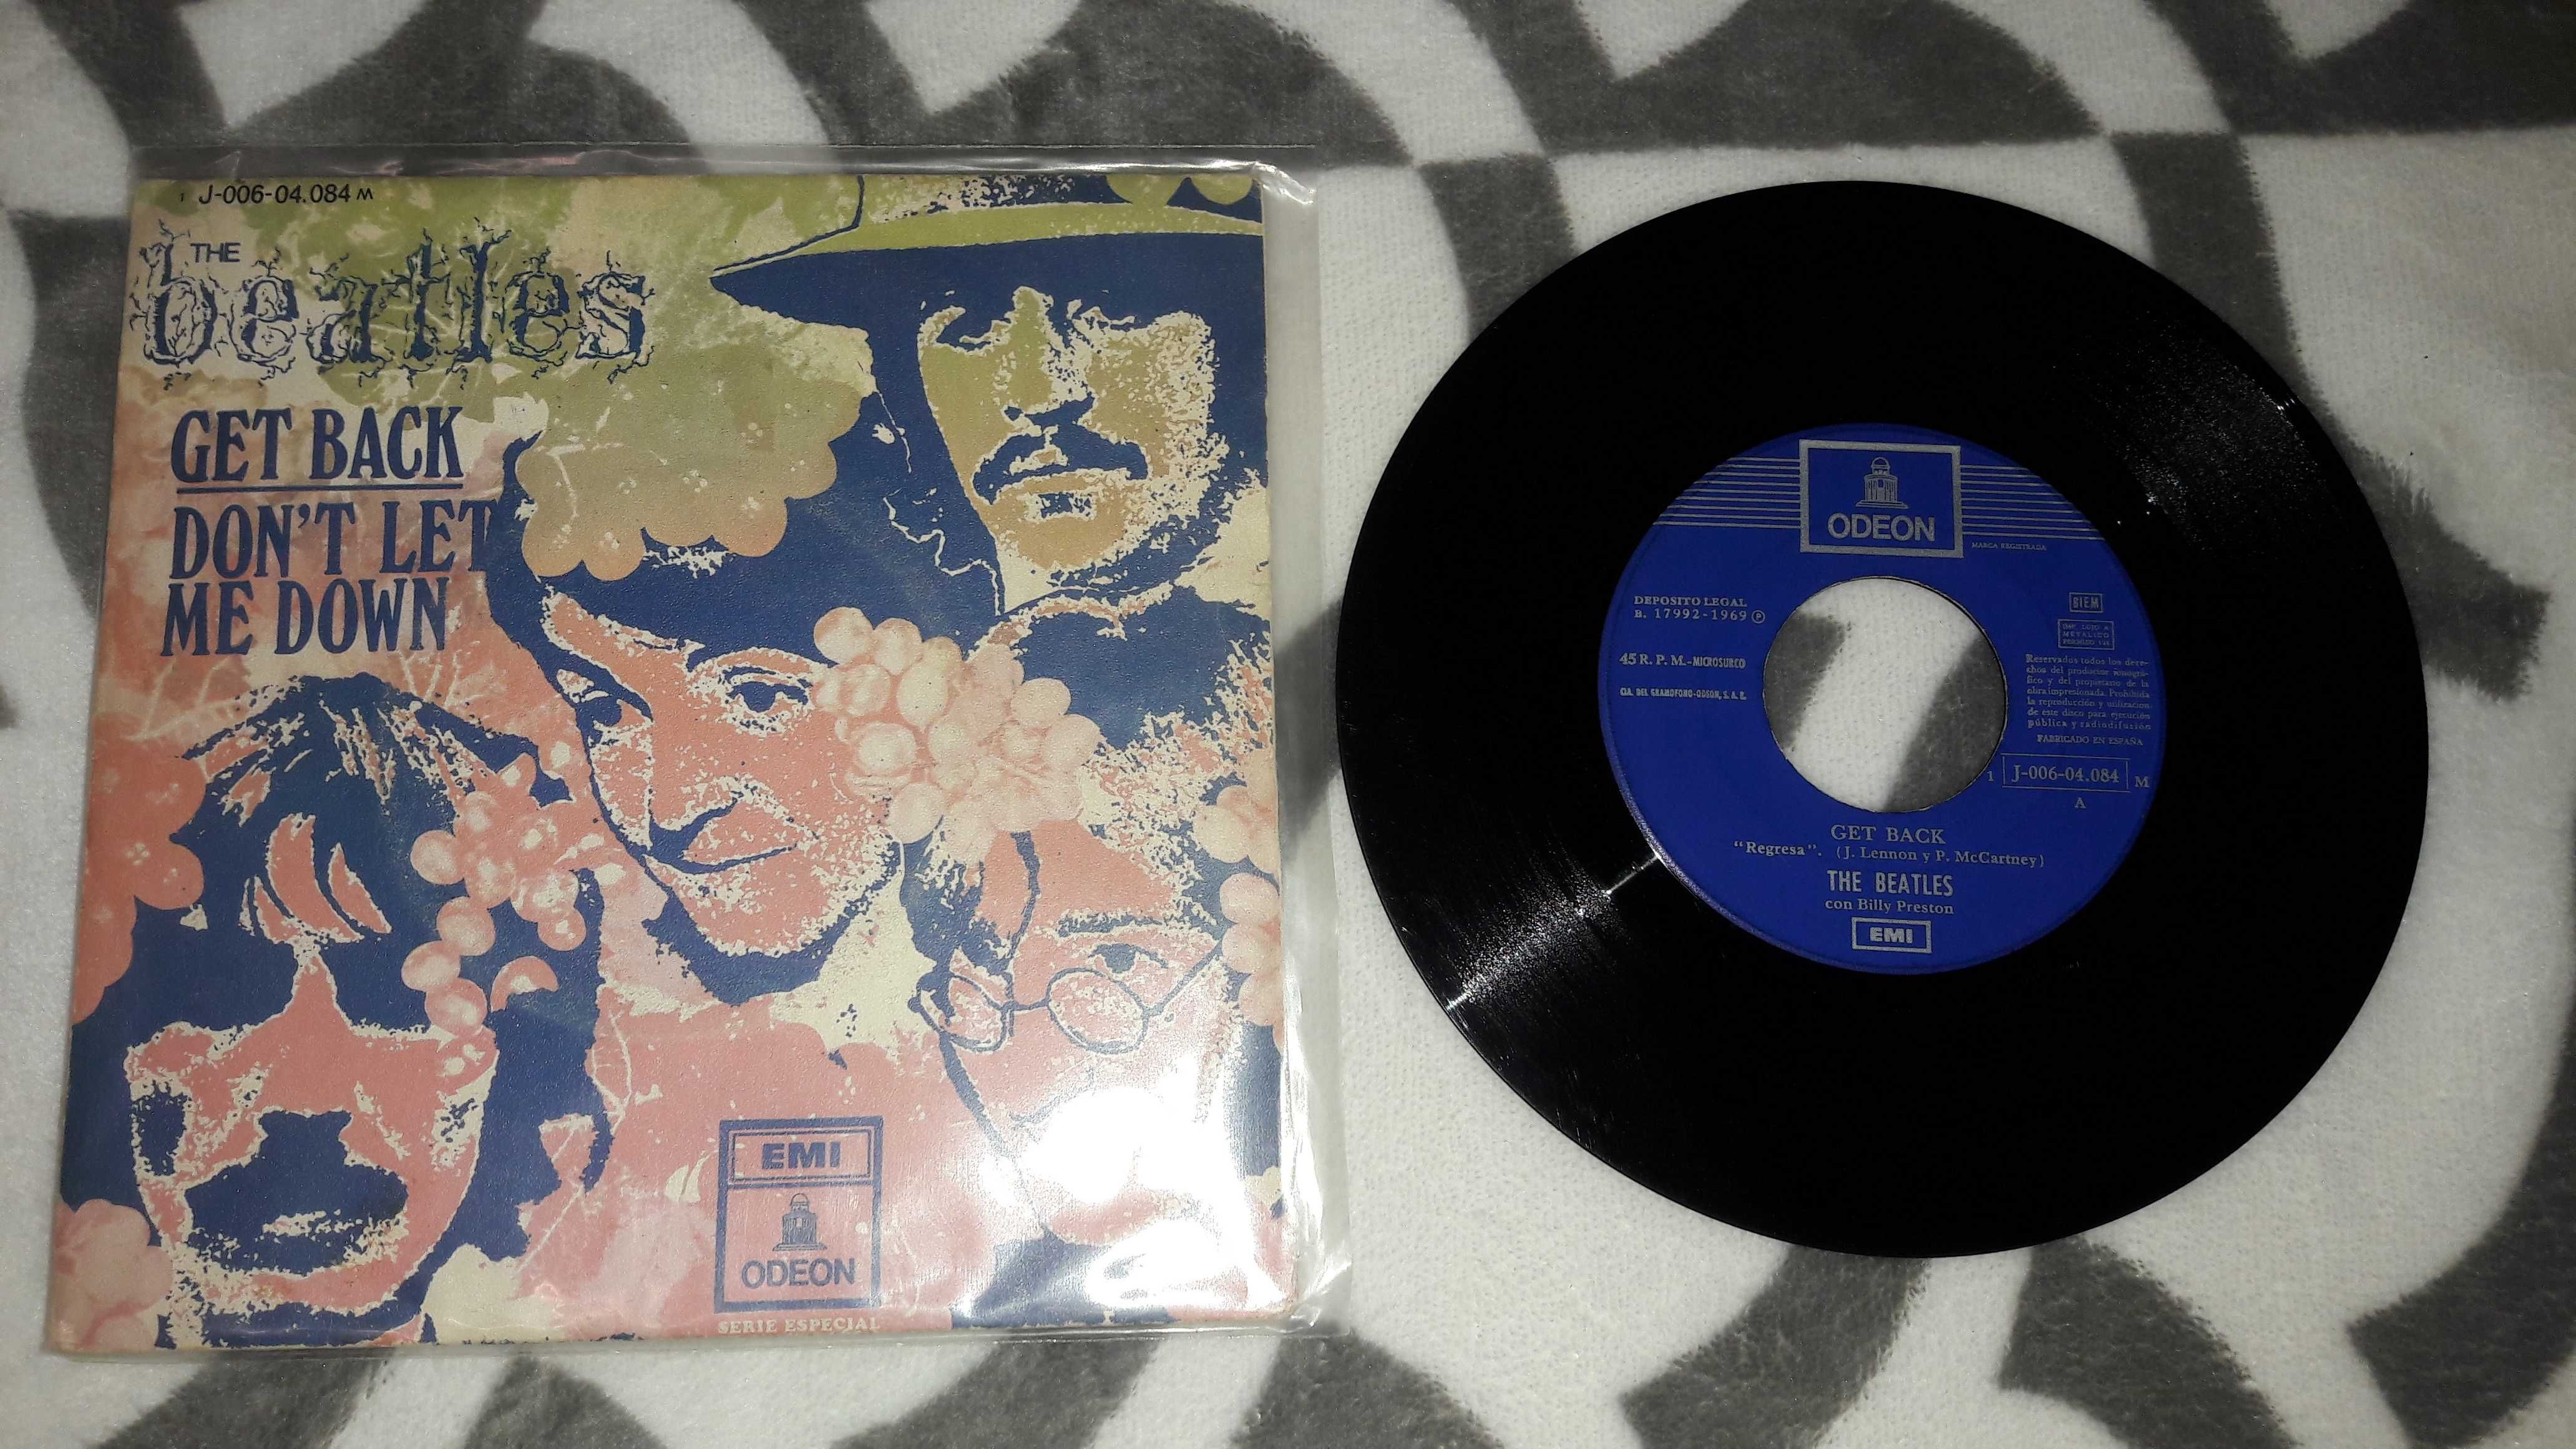 1 J-006-04.084 M
THE
beatles
GET BACK
DON'T LET
ME DOWN
EMI
ODEON
SERIE ESPECIAL
ODEON
MARCA REGISTRADA
DEPOSITO LEGAL
B. 17992-1969 Ⓟ
45 R. P. M.-MICROSURCO
CIA. DEL GRAMOFONO-ODEON, S. A. E.
BIEM
METALICO
Reservados todos los dere-
chos del productor fonográ-
fico y del propietario de la
obra impresionada. Prohibida
la reproducción y utilización
de este disco para ejecución
pública y radiodifusión
FABRICADO EN ESPAÑA
1 J-006-04.084 M
A
GET BACK
"Regresa". (J. Lennon y P. McCartney)
THE BEATLES
con Billy Preston
EMI